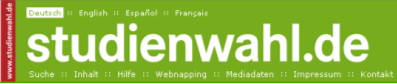 www.studienwahl.de
Deutsch :: English :: Español :: Français
studienwahl.de
Suche :: Inhalt :: Hilfe :: Webnapping :: Mediadaten :: Impressum :: Kontakt